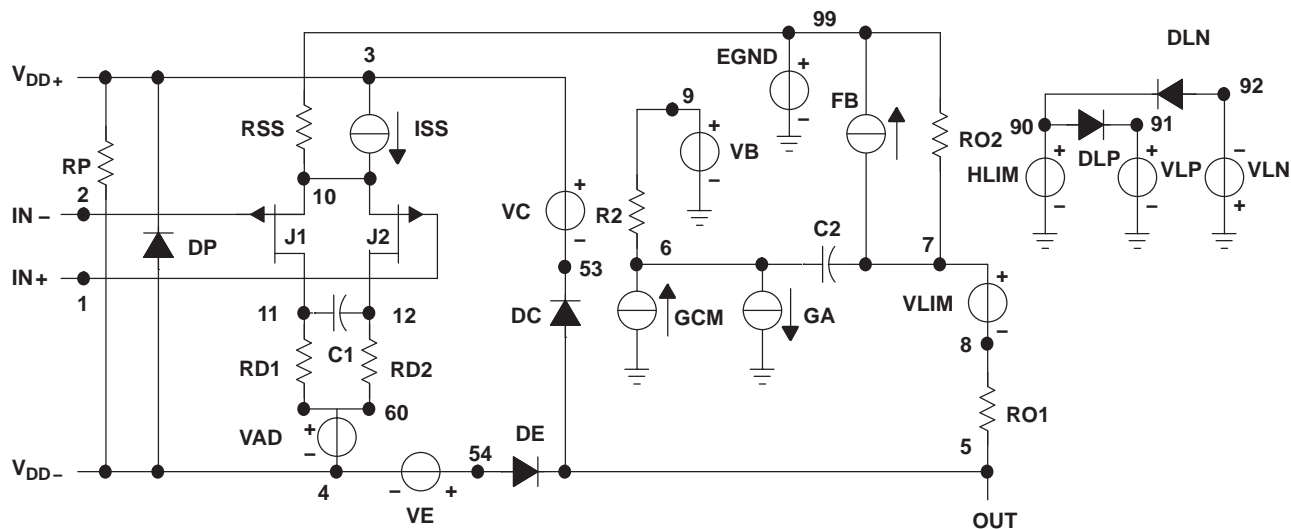 99
3
DLN
V DD+
EGND
+
−
9
FB
92
RSS
ISS
+
−
VB
90
91
RP
RO2
DLP
2
10
+
−
HLIM
+
−
VLP
−
+
VLN
IN −
VC
+
−
R2
J1
J2
C2
DP
6
7
IN +
53
1
+
−
VLIM
11
12
DC
GCM
GA
C1
8
RD1
RD2
60
RO1
VAD
+
−
DE
54
5
V DD−
4
−
+
VE
OUT